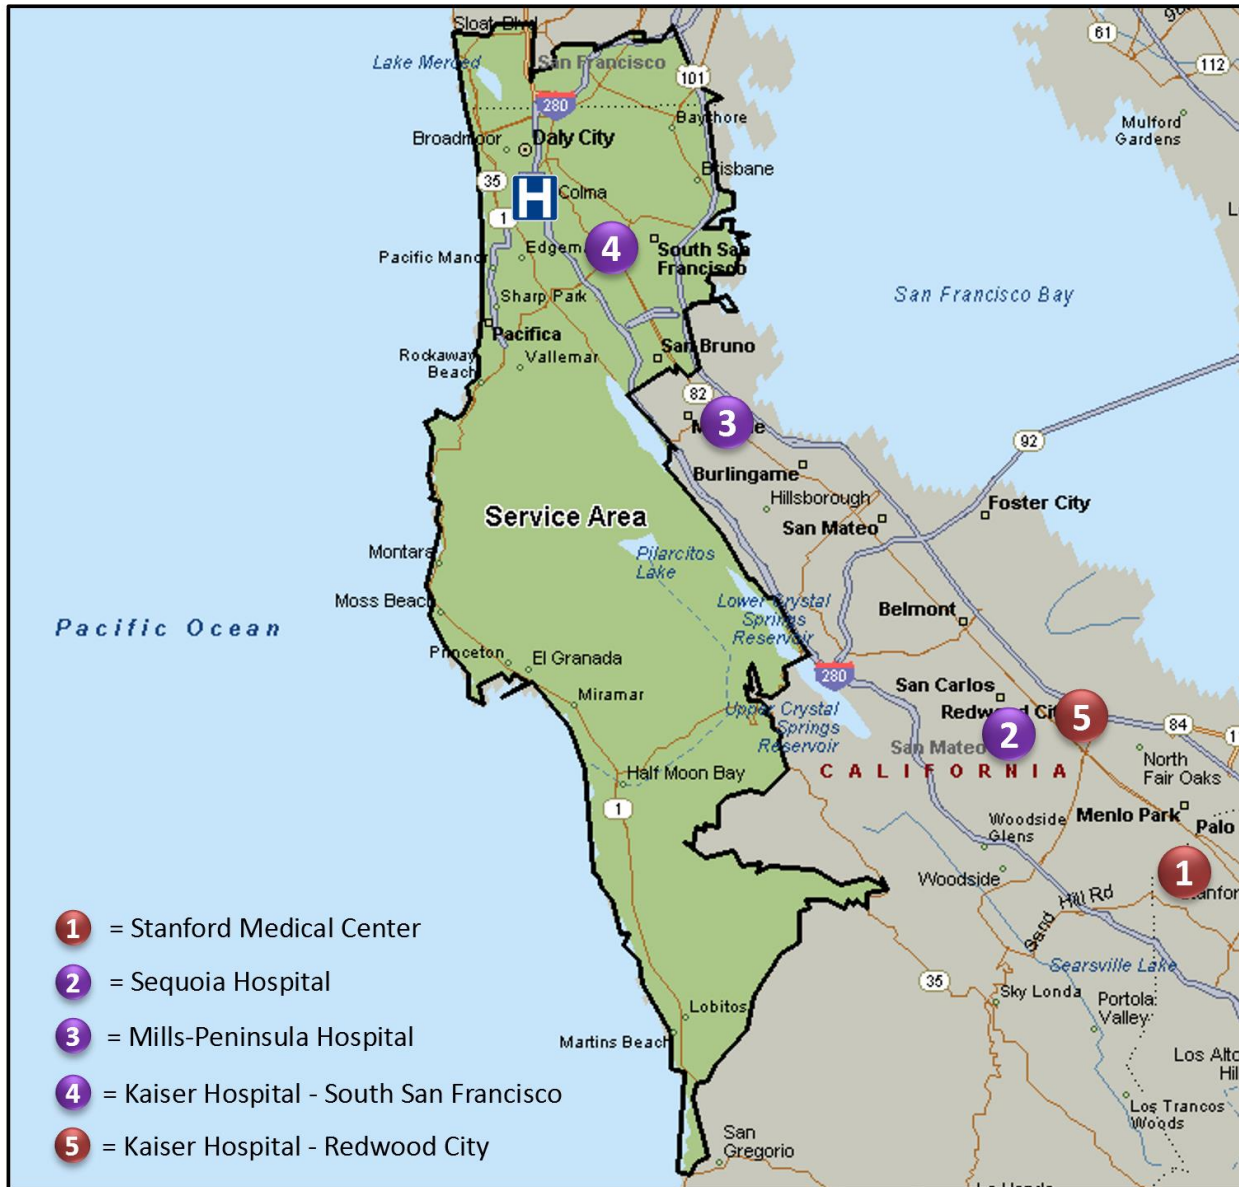 Sloat Blvd
Lake Merced
San Francisco
101
61
112
280
Mulford
Gardens
Broadmoor
Daly City
Bayshore
35
H
Colma
Brisbane
1
4
Pacific Manor
South San
Francisco
San Francisco Bay
Sharp Park
Pacifica
San Bruno
Rockaway
Beach
Vallemar
82
3
92
Burlingame
Hillsborough
Foster City
San Mateo
Service Area
Montara
Pilarcitos
Lake
Moss Beach
Lower Crystal
Springs
Reservoir
Belmont
Pacific Ocean
Princeton
El Granada
280
Miramar
San Carlos
Redwood City
5
Upper Crystal
Springs
Reservoir
2
84
San Mateo
CALIFORNIA
North
Fair Oaks
Half Moon Bay
1
Woodside
Glens
Menlo Park
Palo
Woodside
1
Sand Hill Rd
Searsville Lake
35
Sky Londa
Portola
Valley
Lobitos
Martins Beach
Los Trancos
Woods
San
Gregorio
1 = Stanford Medical Center
2 = Sequoia Hospital
3 = Mills-Peninsula Hospital
4 = Kaiser Hospital - South San Francisco
5 = Kaiser Hospital - Redwood City